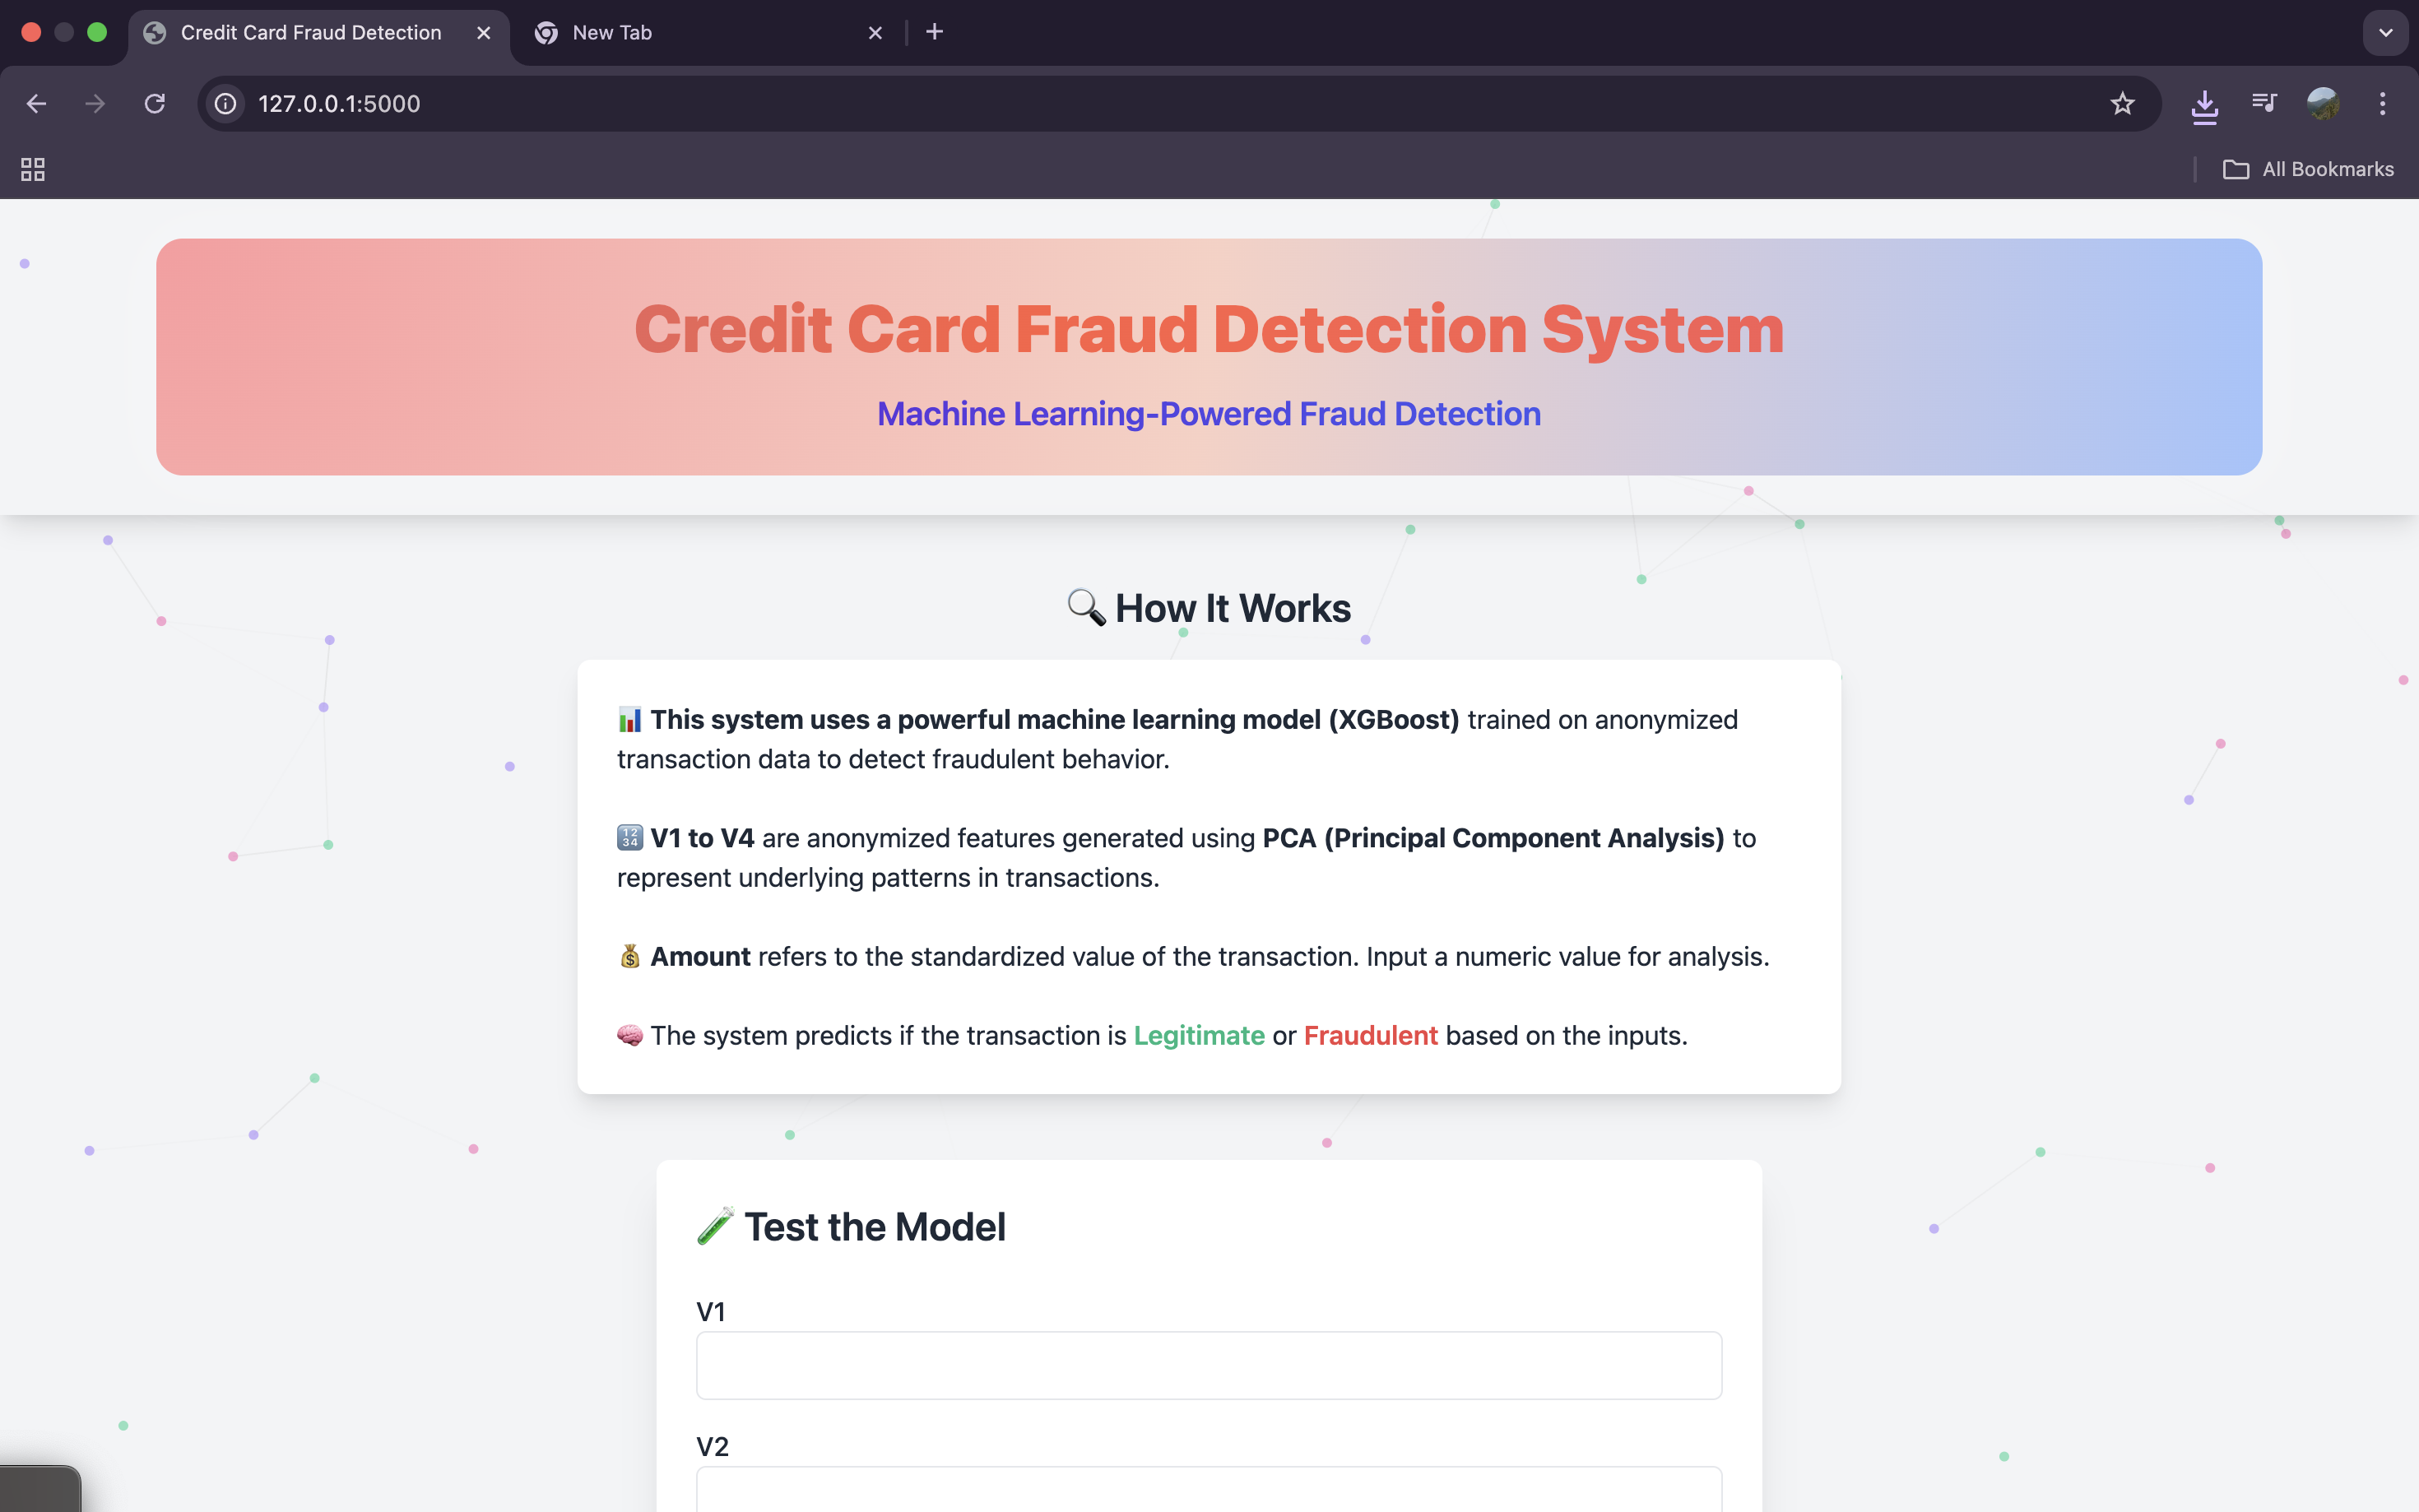 Credit Card Fraud Detection
New Tab
127.0.0.1:5000
All Bookmarks
Credit Card Fraud Detection System
Machine Learning-Powered Fraud Detection
🔍 How It Works
📊 This system uses a powerful machine learning model (XGBoost) trained on anonymized
transaction data to detect fraudulent behavior.
🔢 V1 to V4 are anonymized features generated using PCA (Principal Component Analysis) to
represent underlying patterns in transactions.
💰 Amount refers to the standardized value of the transaction. Input a numeric value for analysis.
🧠 The system predicts if the transaction is Legitimate or Fraudulent based on the inputs.
🧪 Test the Model
V1
V2